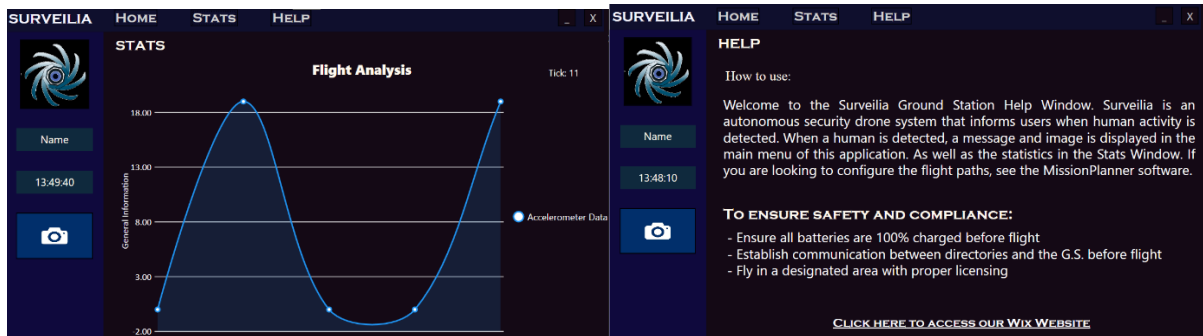 SURVEILIA HOME STATS HELP _ X
STATS
Flight Analysis
Tick: 11
18.00
13.00
8.00
3.00
-2.00
General Information
Accelerometer Data
Name
13:49:40
SURVEILIA HOME STATS HELP _ X
HELP
How to use:
Welcome to the Surveilia Ground Station Help Window. Surveilia is an
autonomous security drone system that informs users when human activity is
detected. When a human is detected, a message and image is displayed in the
main menu of this application. As well as the statistics in the Stats Window. If
you are looking to configure the flight paths, see the MissionPlanner software.
Name
13:48:10
TO ENSURE SAFETY AND COMPLIANCE:
- Ensure all batteries are 100% charged before flight
- Establish communication between directories and the G.S. before flight
- Fly in a designated area with proper licensing
CLICK HERE TO ACCESS OUR WIX WEBSITE